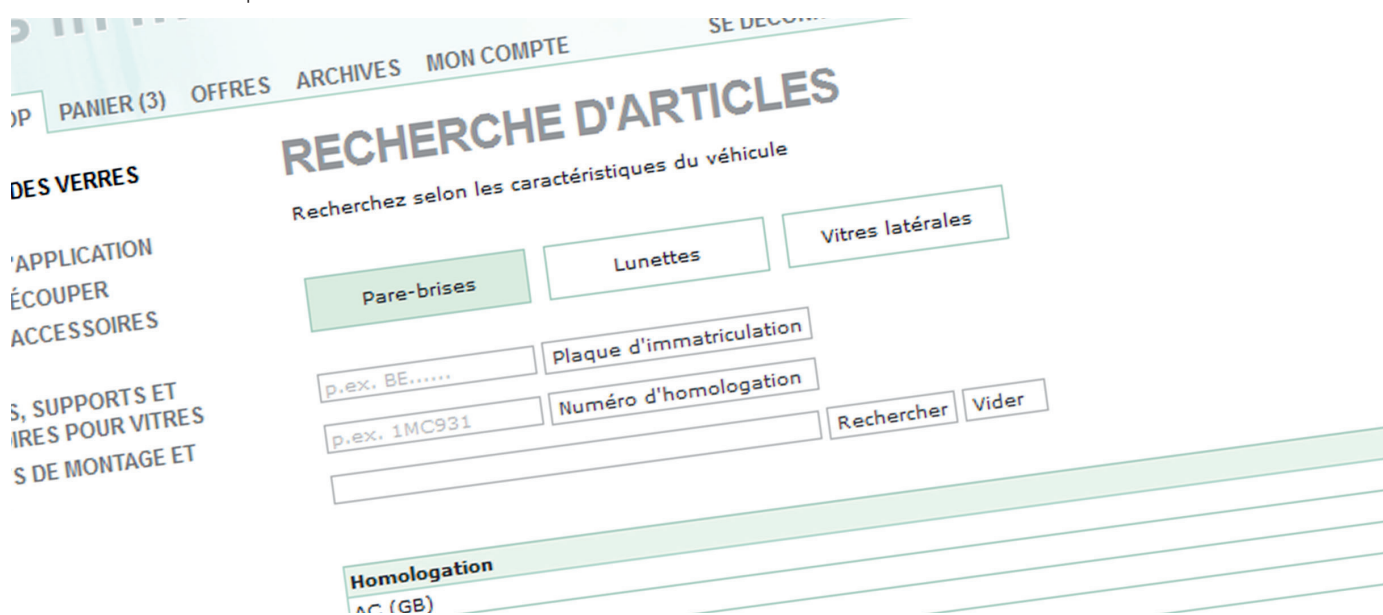 SE DÉCON
PANIER (3) OFFRES ARCHIVES MON COMPTE
RECHERCHE D'ARTICLES
Recherchez selon les caractéristiques du véhicule
DES VERRES
'APPLICATION
ÉCOUPER
ACCESSOIRES
S, SUPPORTS ET
IRES POUR VITRES
S DE MONTAGE ET
Pare-brises Lunettes Vitres latérales
p.ex. BE...... Plaque d'immatriculation
p.ex. 1MC931 Numéro d'homologation
Rechercher Vider
Homologation
AC (GB)